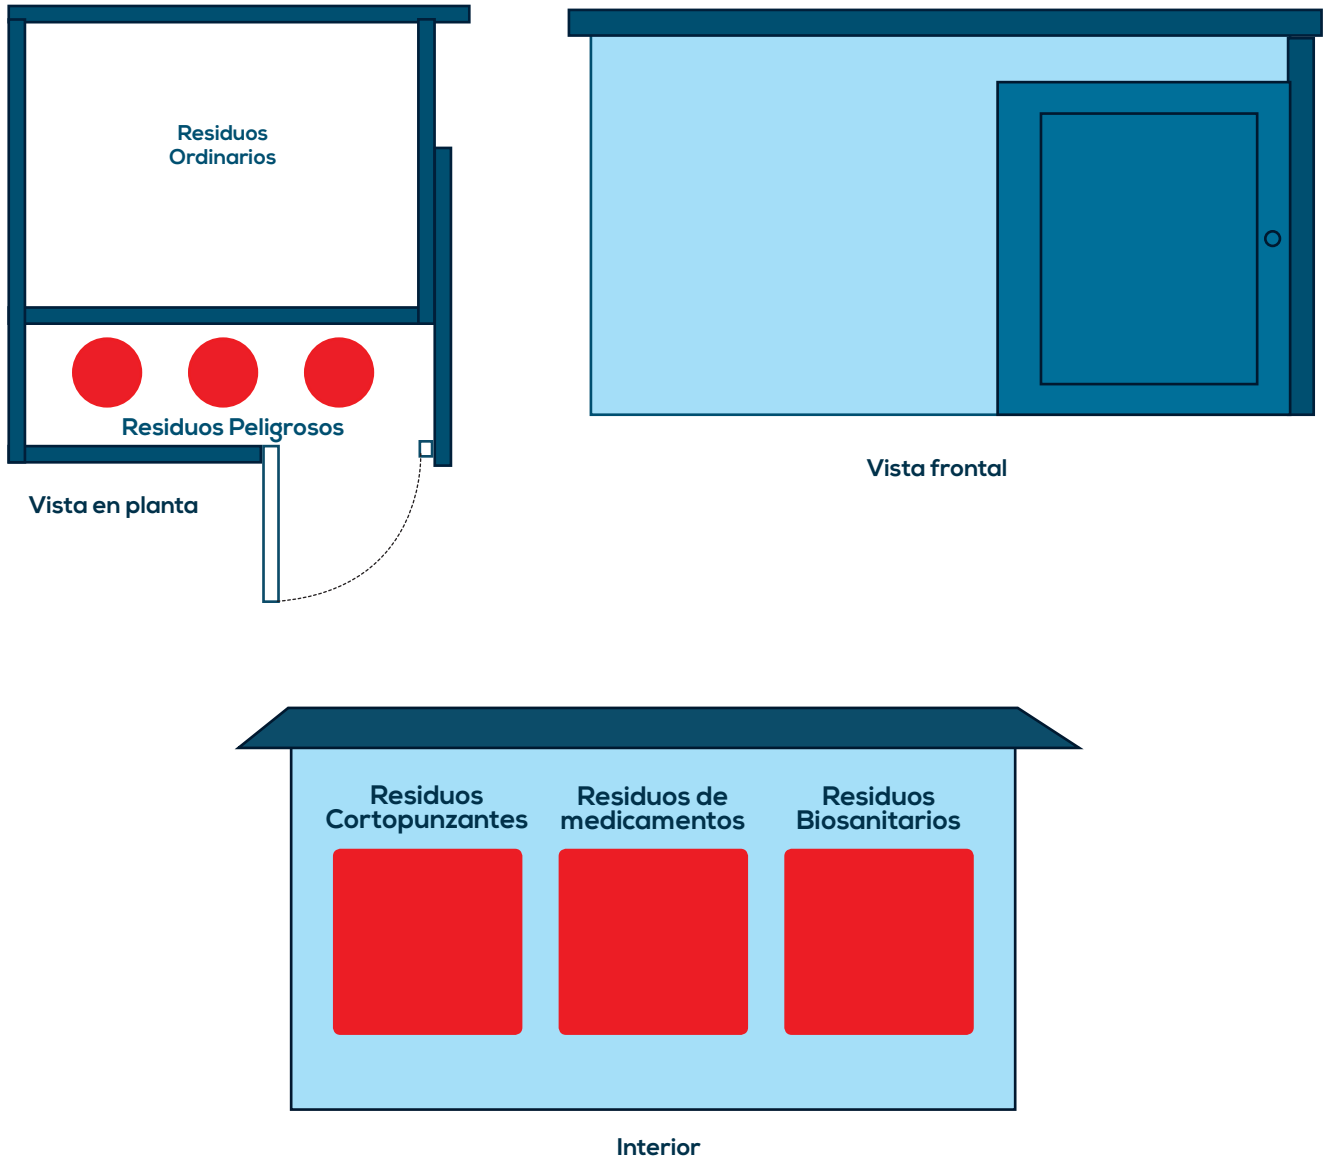 Residuos
Ordinarios
Residuos Peligrosos
Vista en planta
Vista frontal
Residuos
Cortopunzantes
Residuos de
medicamentos
Residuos
Biosanitarios
Interior